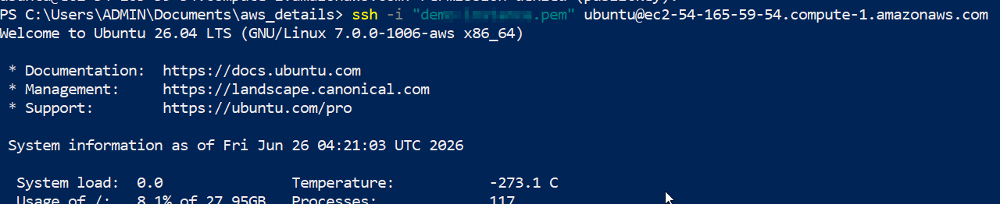 PS C:\Users\ADMIN\Documents\aws_details> ssh -i "dem .pem" ubuntu@ec2-54-165-59-54.compute-1.amazonaws.com
Welcome to Ubuntu 26.04 LTS (GNU/Linux 7.0.0-1006-aws x86_64)
* Documentation: https://docs.ubuntu.com
* Management: https://landscape.canonical.com
* Support: https://ubuntu.com/pro
System information as of Fri Jun 26 04:21:03 UTC 2026
System load: 0.0 Temperature: -273.1 C
Usage of /: 8.1% of 27.95GB Processes: 117